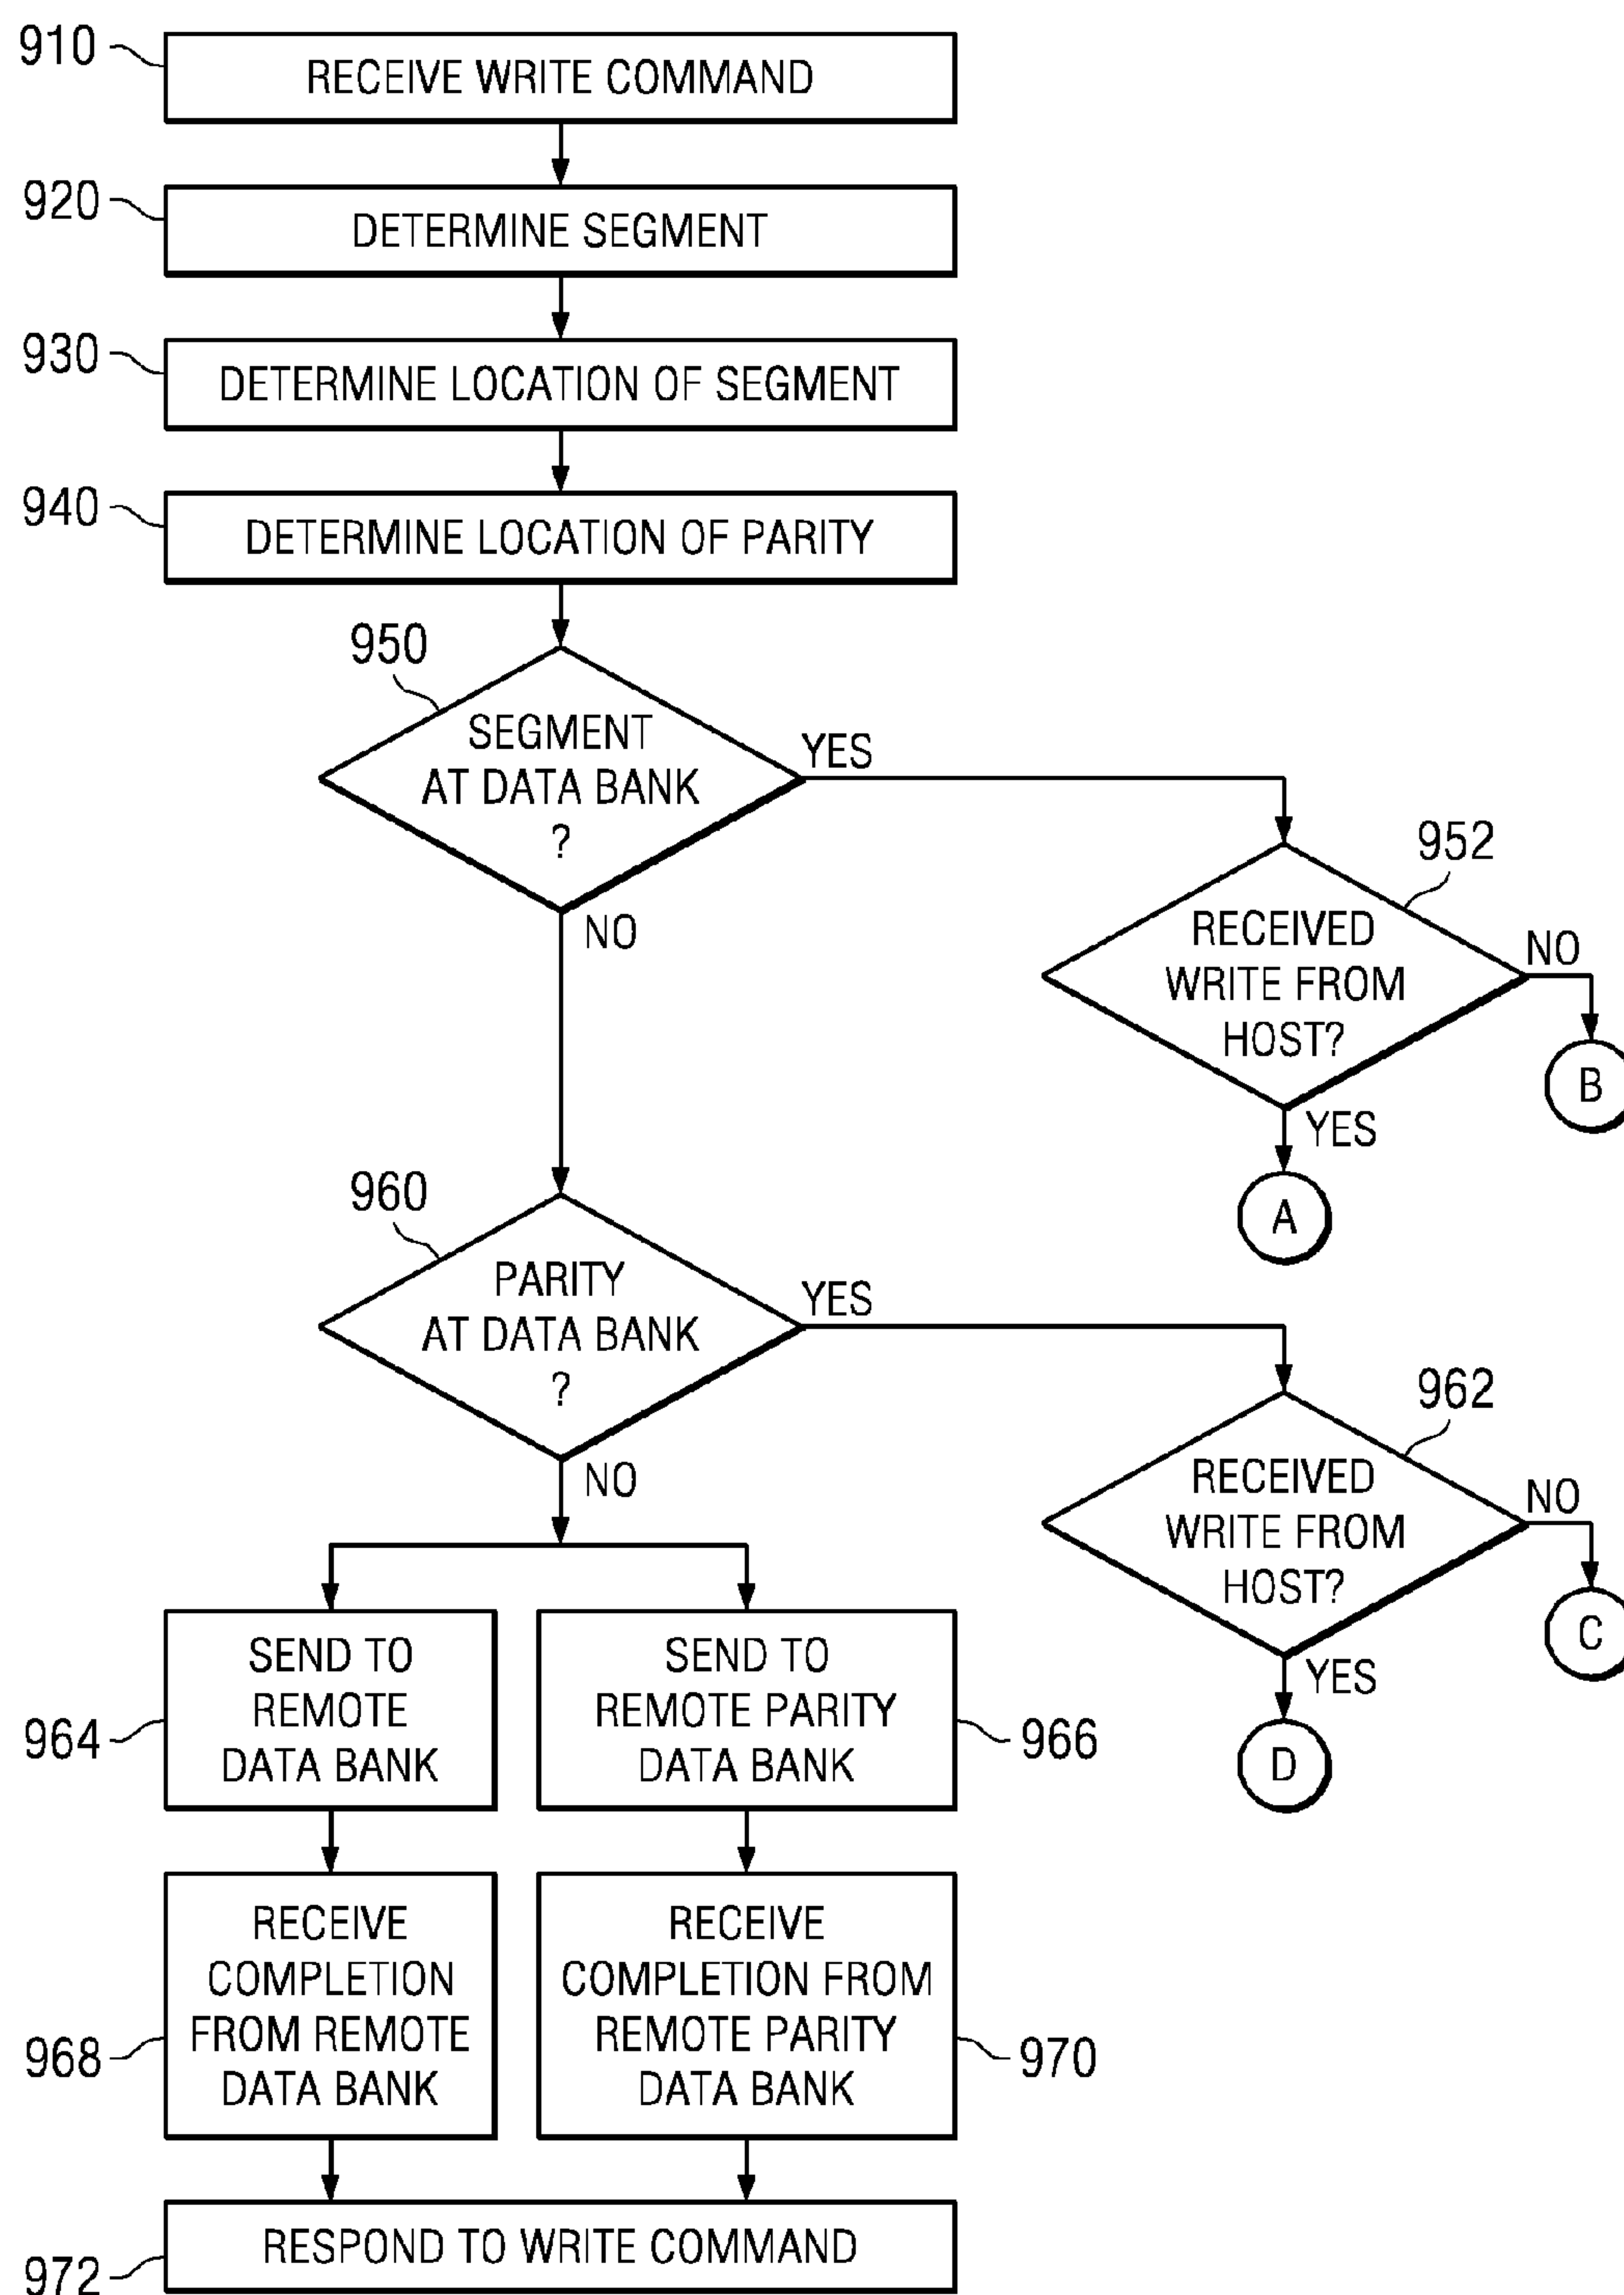 910
RECEIVE WRITE COMMAND
920
DETERMINE SEGMENT
930
DETERMINE LOCATION OF SEGMENT
940
DETERMINE LOCATION OF PARITY
950
SEGMENT
AT DATA BANK
?
YES
NO
952
RECEIVED
WRITE FROM
HOST?
NO
B
YES
A
960
PARITY
AT DATA BANK
?
YES
NO
962
RECEIVED
WRITE FROM
HOST?
NO
C
YES
D
964
SEND TO
REMOTE
DATA BANK
SEND TO
REMOTE PARITY
DATA BANK
966
968
RECEIVE
COMPLETION
FROM REMOTE
DATA BANK
RECEIVE
COMPLETION FROM
REMOTE PARITY
DATA BANK
970
972
RESPOND TO WRITE COMMAND